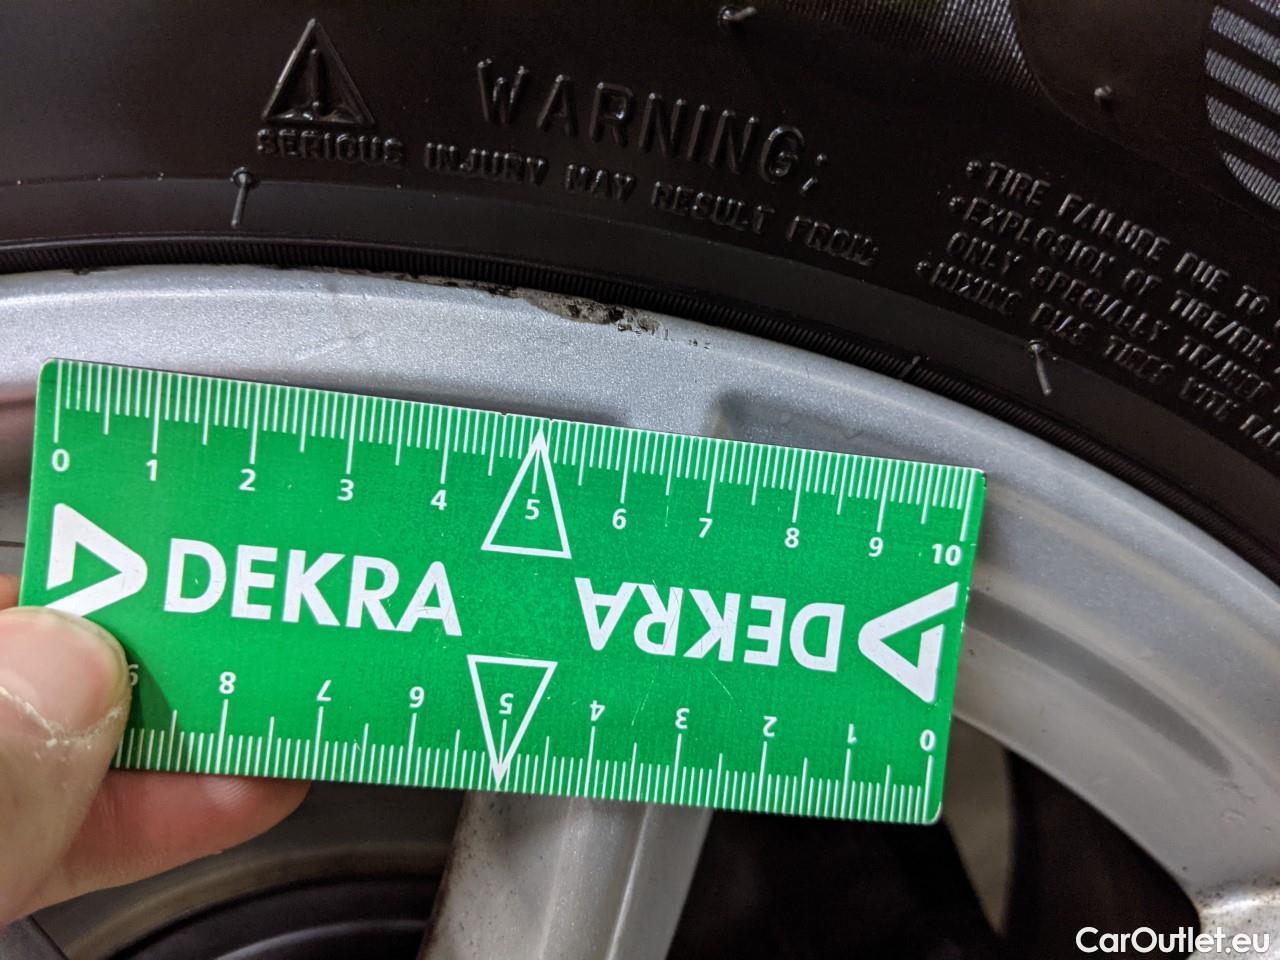 WARNING:
SERIOUS INJURY MAY RESULT FROM:
•TIRE FAILURE DUE TO
•EXPLOSION OF TIRE/RIM
ONLY SPECIALLY TRAINED
•MIXING BIAS TIRES WITH RA
0 1 2 3 4 5 6 7 8 9 10
DEKRA
DEKRA
9 8 7 6 5 4 3 2 1 0
CarOutlet.eu